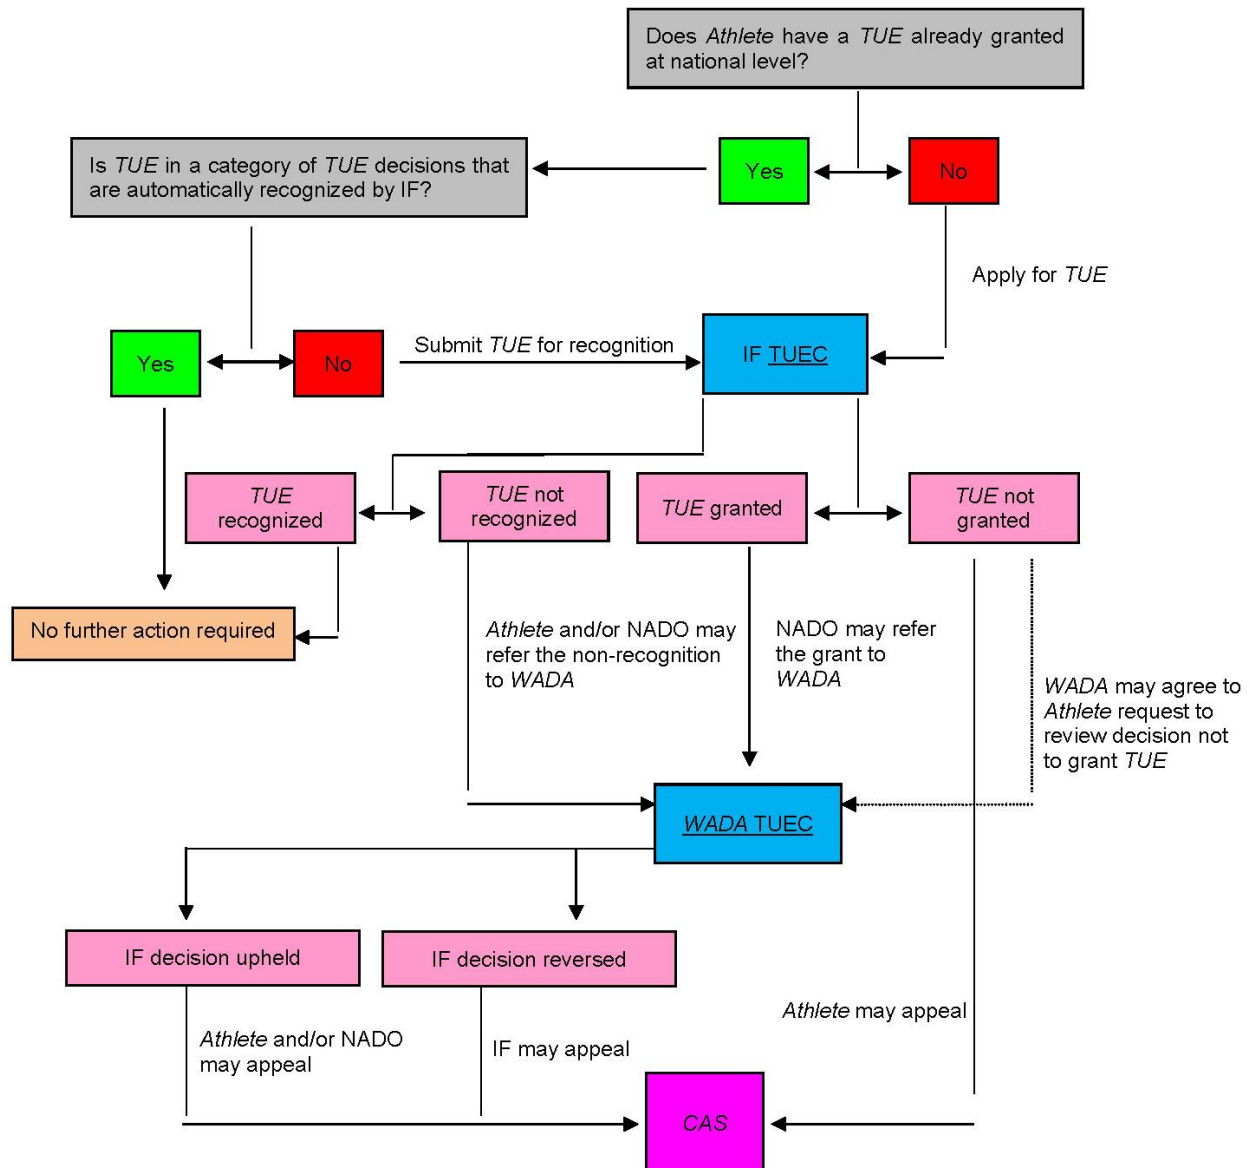 Does Athlete have a TUE already granted
at national level?
Is TUE in a category of TUE decisions that
are automatically recognized by IF?
Yes
No
Apply for TUE
Yes
No
Submit TUE for recognition
IF TUEC
TUE
recognized
TUE not
recognized
TUE granted
TUE not
granted
No further action required
Athlete and/or NADO may
refer the non-recognition
to WADA
NADO may refer
the grant to
WADA
WADA may agree to
Athlete request to
review decision not
to grant TUE
WADA TUEC
IF decision upheld
IF decision reversed
Athlete and/or NADO
may appeal
IF may appeal
Athlete may appeal
CAS